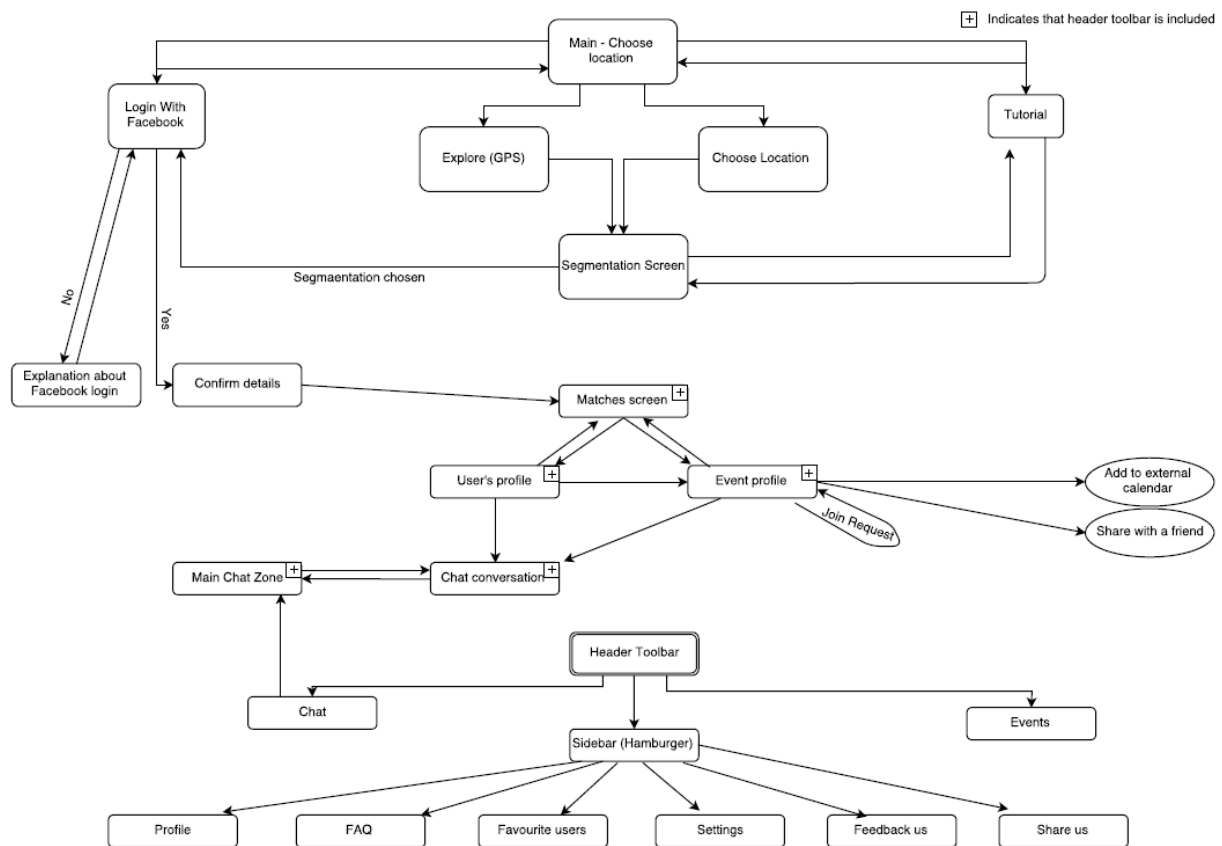 + Indicates that header toolbar is included
Main - Choose
location
Login With
Facebook
Tutorial
Explore (GPS)
Choose Location
Segmentation Screen
Segmaentation chosen
No
Yes
Explanation about
Facebook login
Confirm details
Matches screen
+
User's profile
+
Event profile
+
Add to external
calendar
Join Request
Share with a friend
Main Chat Zone
+
Chat conversation
+
Header Toolbar
Chat
Events
Sidebar (Hamburger)
Profile
FAQ
Favourite users
Settings
Feedback us
Share us